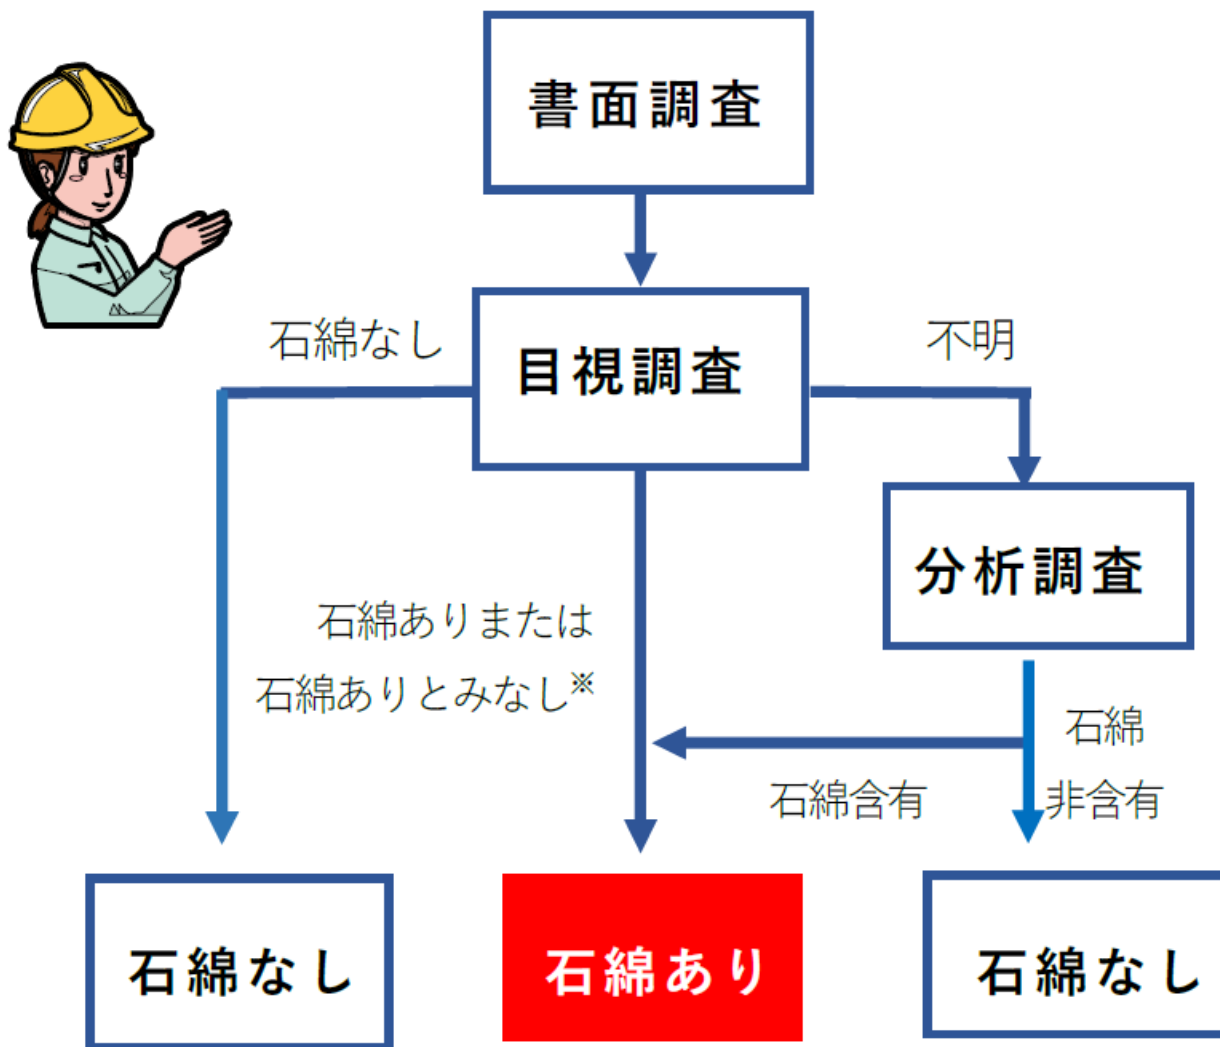 書面調査
石綿なし
目視調査
不明
分析調査
石綿ありまたは
石綿ありとみなし※
石綿
石綿含有
非含有
石綿なし
石綿あり
石綿なし